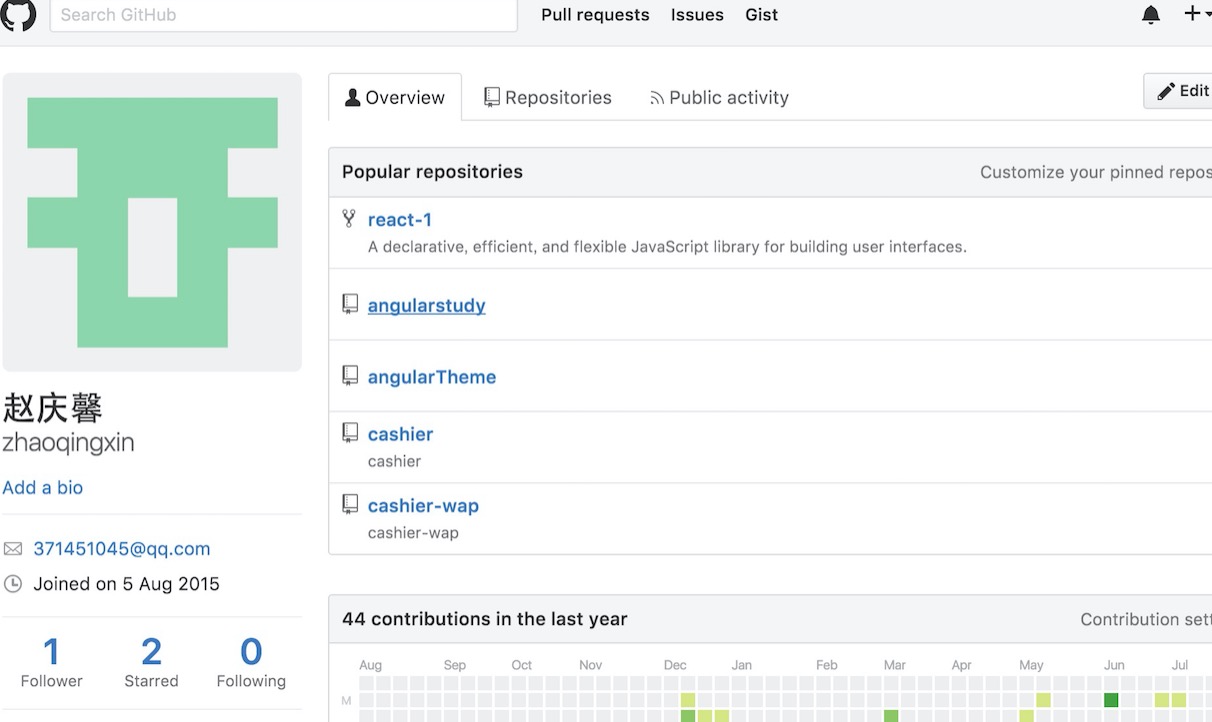 Search GitHub
Pull requests Issues Gist
Overview Repositories Public activity
Edit
Popular repositories Customize your pinned repos
react-1
A declarative, efficient, and flexible JavaScript library for building user interfaces.
angularstudy
angularTheme
cashier
cashier
cashier-wap
cashier-wap
赵庆馨
zhaoqingxin
Add a bio
371451045@qq.com
Joined on 5 Aug 2015
1 2 0
Follower Starred Following
44 contributions in the last year Contribution sett
Aug Sep Oct Nov Dec Jan Feb Mar Apr May Jun Jul
M